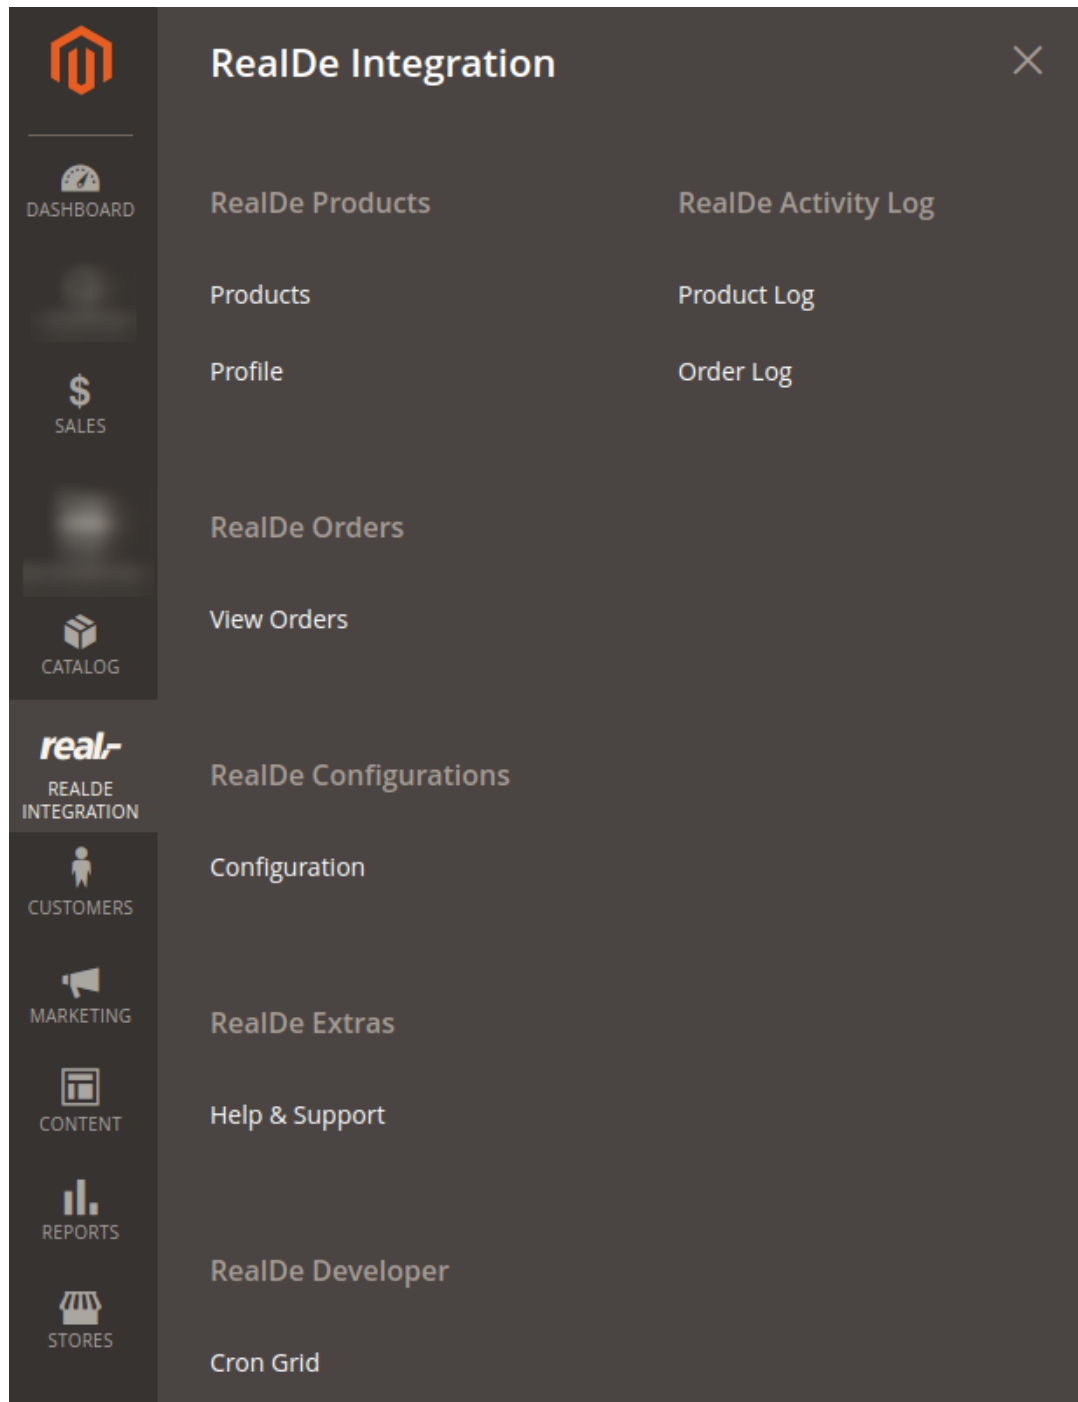 DASHBOARD
$
SALES
CATALOG
real,-
REALDE
INTEGRATION
CUSTOMERS
MARKETING
CONTENT
REPORTS
STORES
RealDe Integration
RealDe Products
Products
Profile
RealDe Orders
View Orders
RealDe Configurations
Configuration
RealDe Extras
Help & Support
RealDe Developer
Cron Grid
RealDe Activity Log
Product Log
Order Log